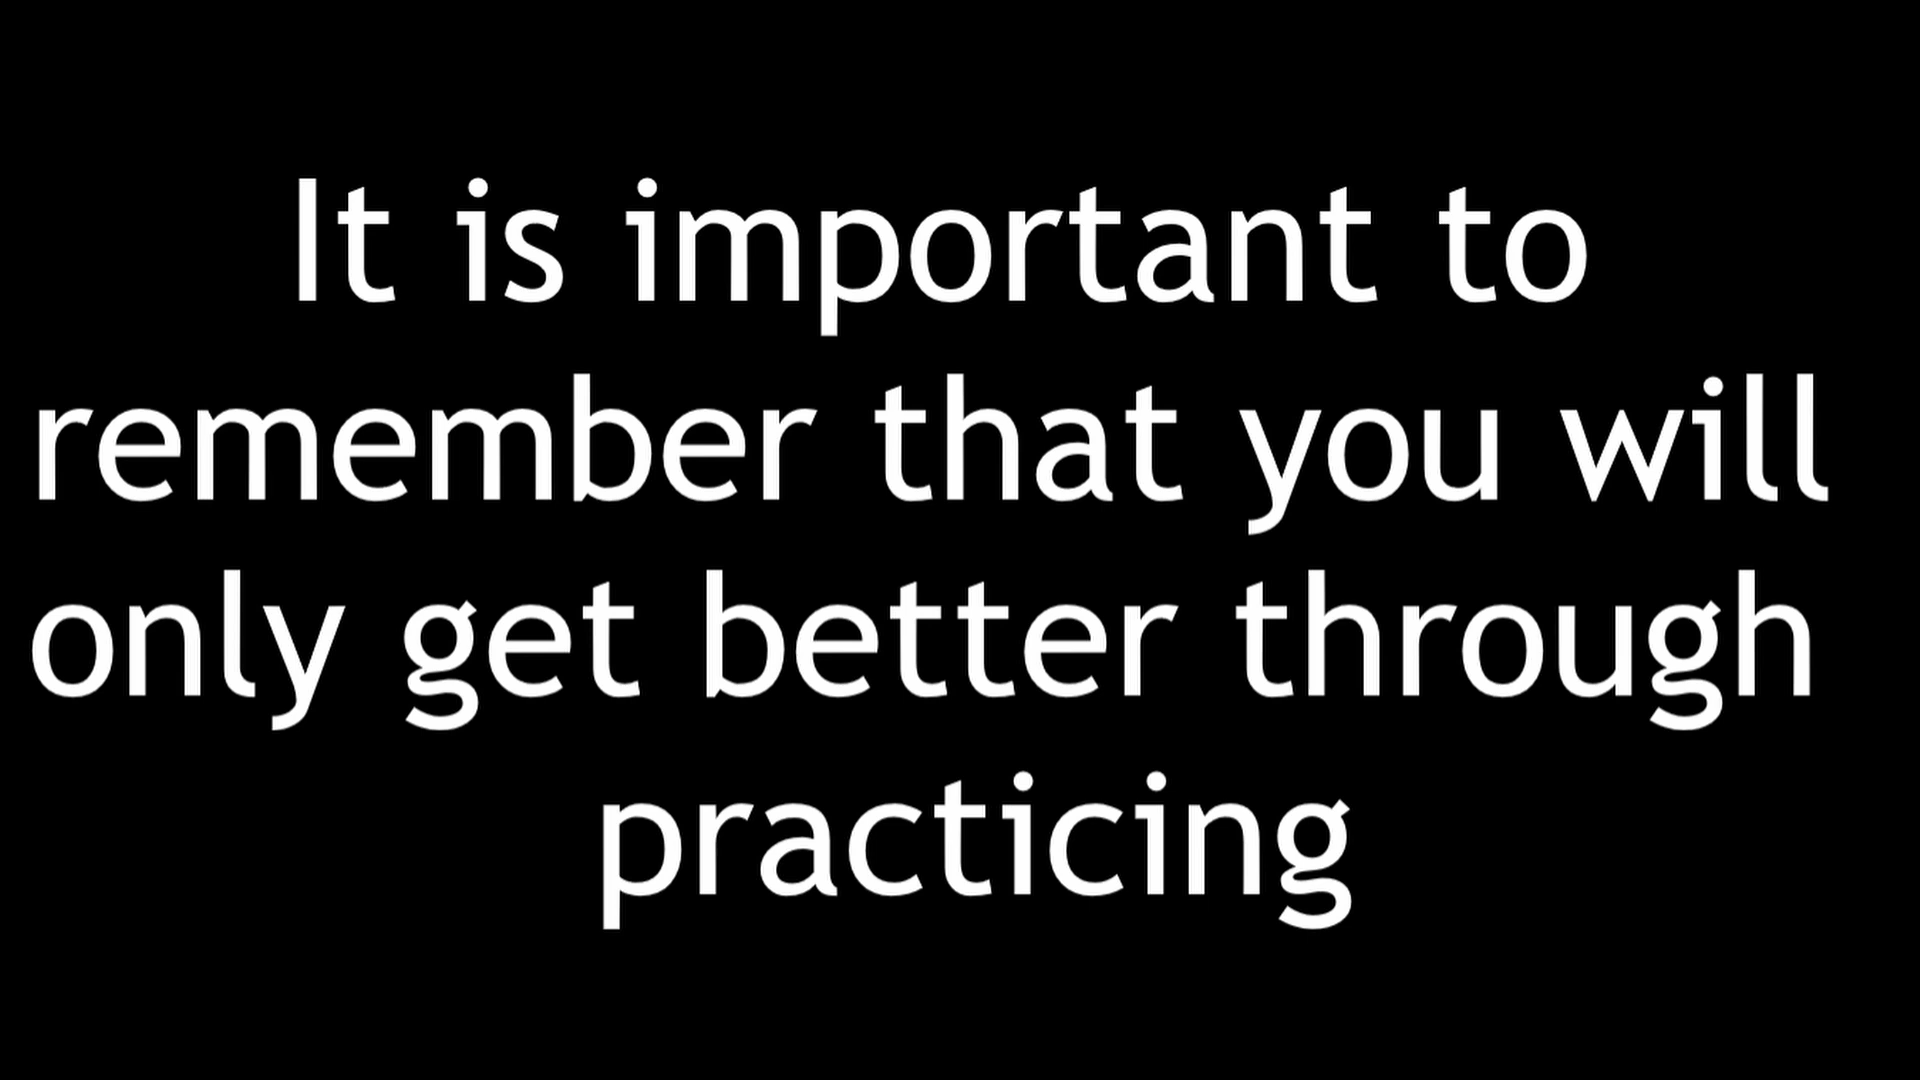 It is important to
remember that you will
only get better through
practicing